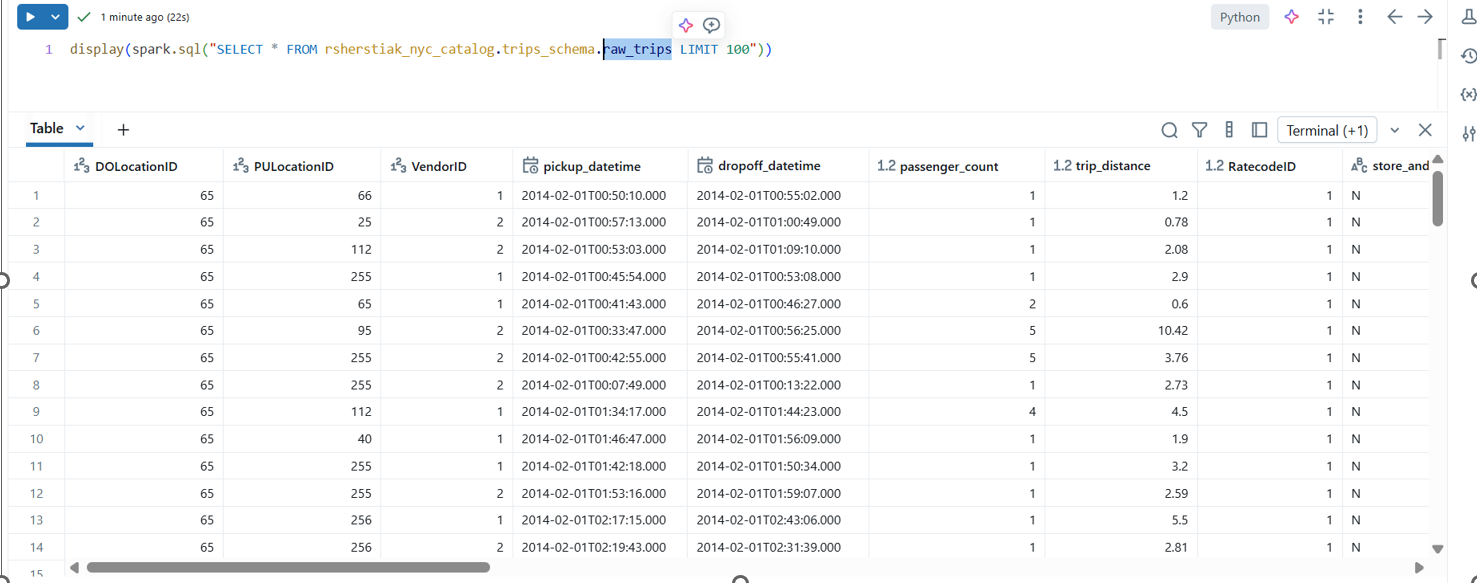 1 minute ago (22s)
Python
1 display(spark.sql("SELECT * FROM rsherstiak_nyc_catalog.trips_schema.raw_trips LIMIT 100"))
Table +
Terminal (+1)
DOLocationID PULocationID VendorID pickup_datetime dropoff_datetime 1.2 passenger_count 1.2 trip_distance 1.2 RatecodeID store_and
1 65 66 1 2014-02-01T00:50:10.000 2014-02-01T00:55:02.000 1 1.2 1 N
2 65 25 2 2014-02-01T00:57:13.000 2014-02-01T01:00:49.000 1 0.78 1 N
3 65 112 2 2014-02-01T00:53:03.000 2014-02-01T01:09:10.000 1 2.08 1 N
4 65 255 1 2014-02-01T00:45:54.000 2014-02-01T00:53:08.000 1 2.9 1 N
5 65 65 1 2014-02-01T00:41:43.000 2014-02-01T00:46:27.000 2 0.6 1 N
6 65 95 2 2014-02-01T00:33:47.000 2014-02-01T00:56:25.000 5 10.42 1 N
7 65 255 2 2014-02-01T00:42:55.000 2014-02-01T00:55:41.000 5 3.76 1 N
8 65 255 2 2014-02-01T00:07:49.000 2014-02-01T00:13:22.000 1 2.73 1 N
9 65 112 1 2014-02-01T01:34:17.000 2014-02-01T01:44:23.000 4 4.5 1 N
10 65 40 1 2014-02-01T01:46:47.000 2014-02-01T01:56:09.000 1 1.9 1 N
11 65 255 1 2014-02-01T01:42:18.000 2014-02-01T01:50:34.000 1 3.2 1 N
12 65 255 2 2014-02-01T01:53:16.000 2014-02-01T01:59:07.000 1 2.59 1 N
13 65 256 1 2014-02-01T02:17:15.000 2014-02-01T02:43:06.000 1 5.5 1 N
14 65 256 2 2014-02-01T02:19:43.000 2014-02-01T02:31:39.000 1 2.81 1 N
15